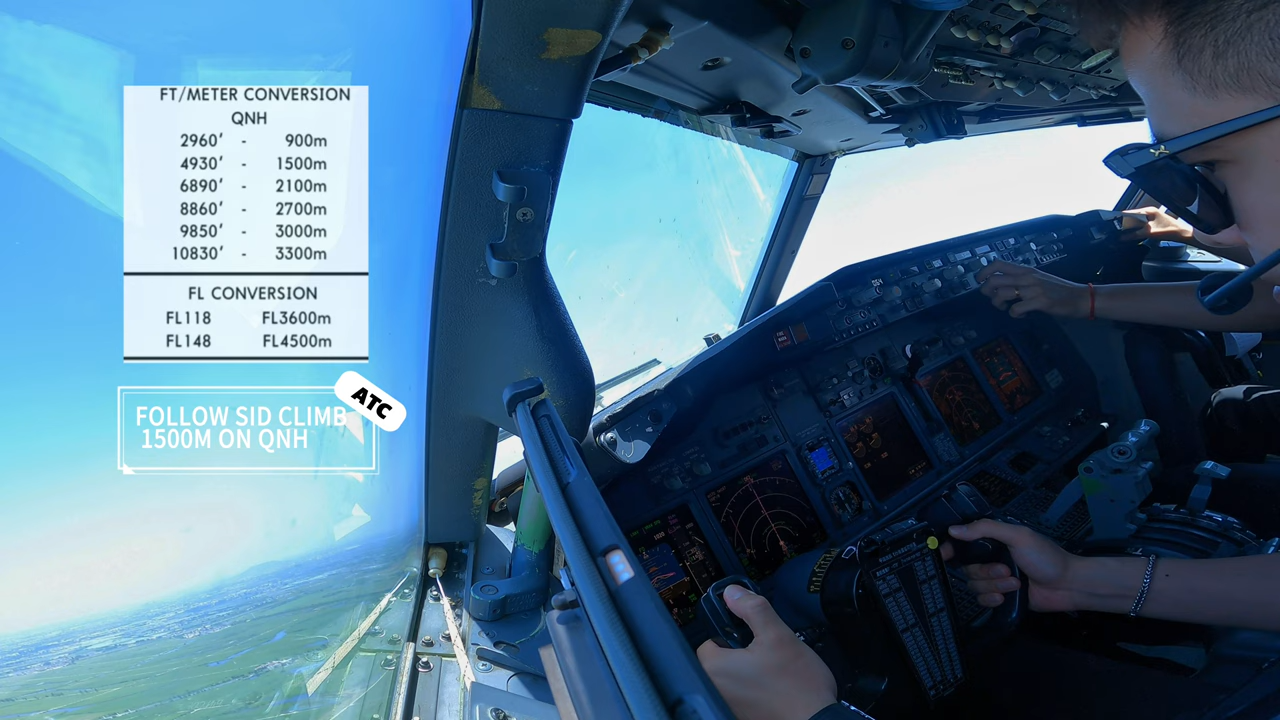 FT/METER CONVERSION
QNH
2960' - 900m
4930' - 1500m
6890' - 2100m
8860' - 2700m
9850' - 3000m
10830' - 3300m
FL CONVERSION
FL118 FL3600m
FL148 FL4500m
ATC
FOLLOW SID CLIMB
1500M ON QNH